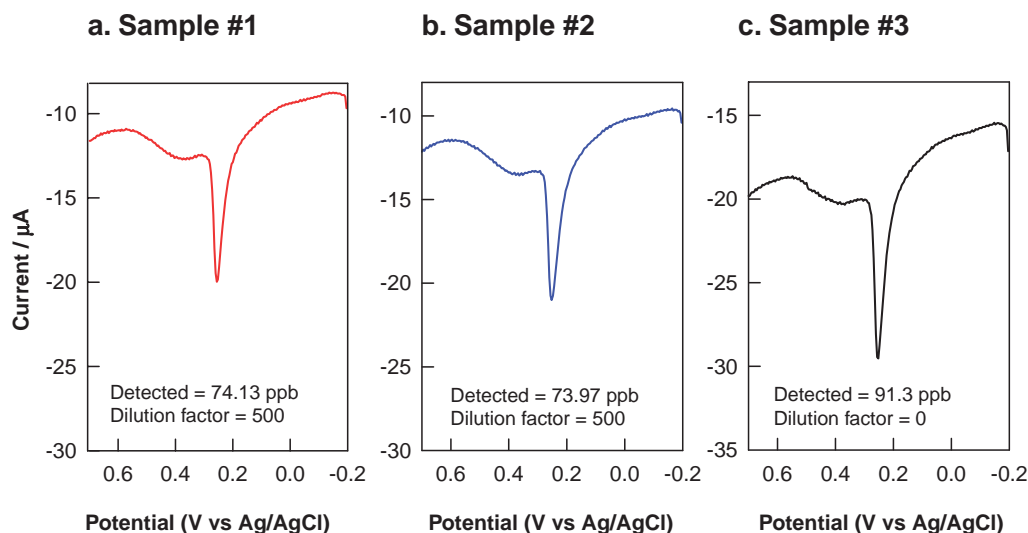 a. Sample #1
b. Sample #2
c. Sample #3
Current / µA
-10
-15
-20
-25
-30
Detected = 74.13 ppb
Dilution factor = 500
0.6 0.4 0.2 0.0 -0.2
Potential (V vs Ag/AgCl)
-10
-15
-20
-25
-30
Detected = 73.97 ppb
Dilution factor = 500
0.6 0.4 0.2 0.0 -0.2
Potential (V vs Ag/AgCl)
-15
-20
-25
-30
-35
Detected = 91.3 ppb
Dilution factor = 0
0.6 0.4 0.2 0.0 -0.2
Potential (V vs Ag/AgCl)